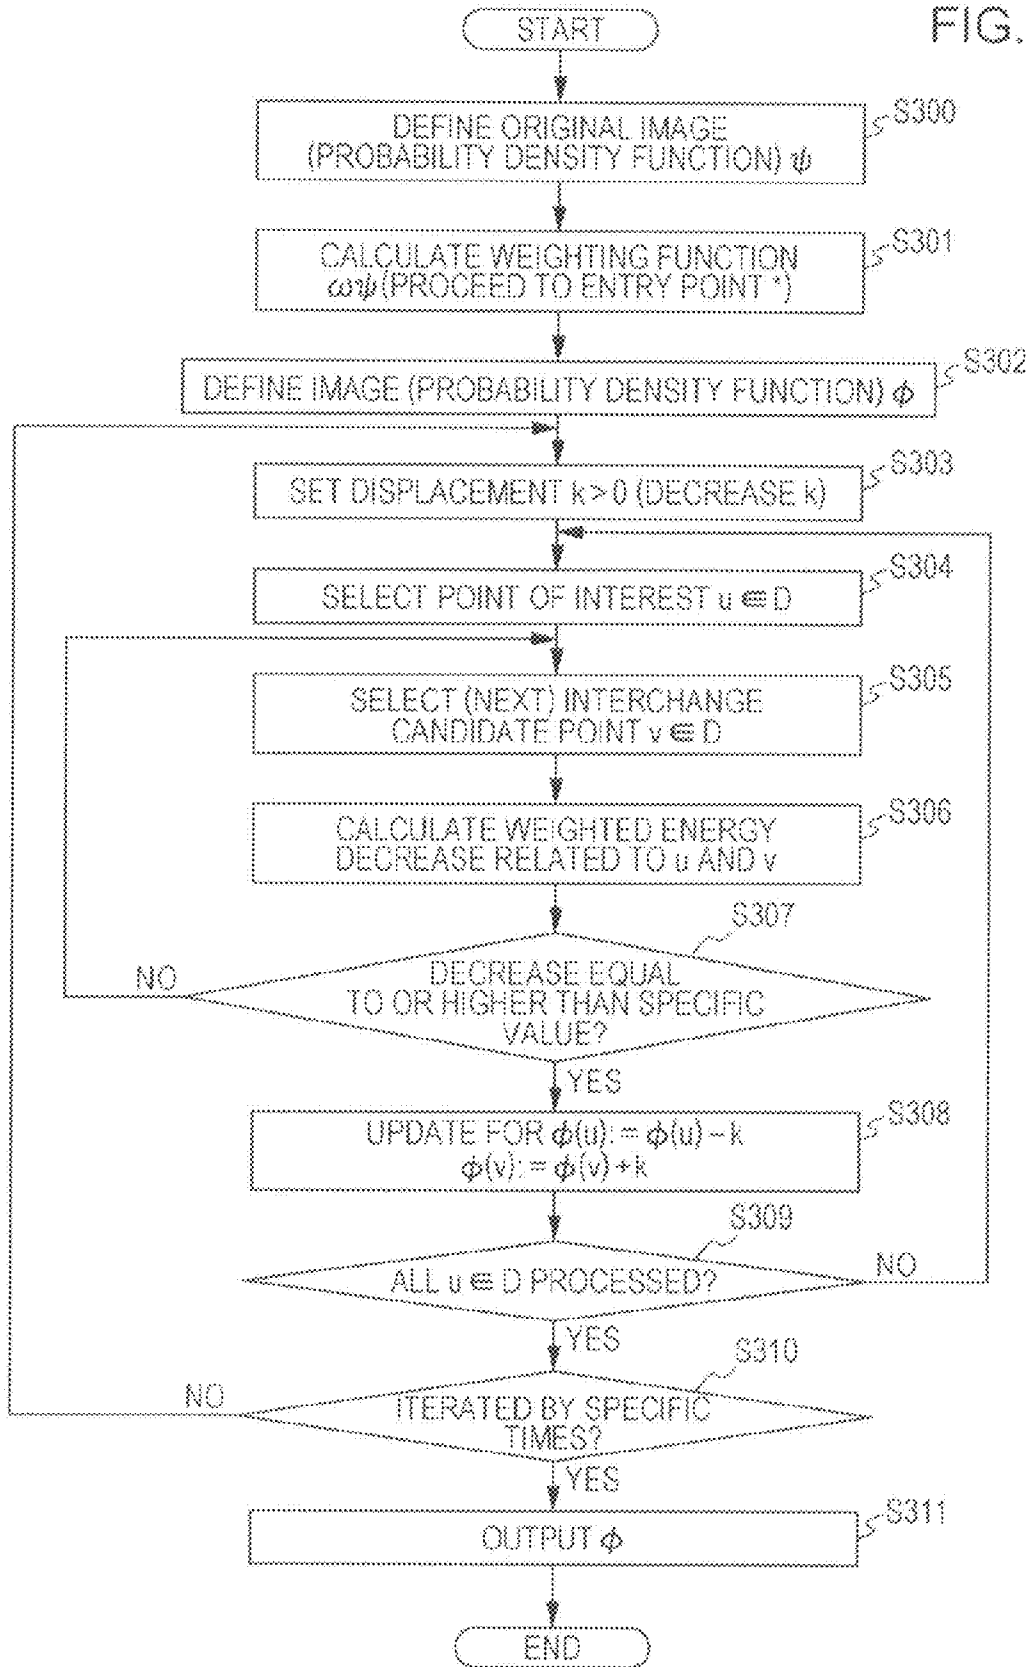 FIG.
START
S300
DEFINE ORIGINAL IMAGE
(PROBABILITY DENSITY FUNCTION) ψ
S301
CALCULATE WEIGHTING FUNCTION
ωψ (PROCEED TO ENTRY POINT *)
S302
DEFINE IMAGE (PROBABILITY DENSITY FUNCTION) ϕ
S303
SET DISPLACEMENT k > 0 (DECREASE k)
S304
SELECT POINT OF INTEREST u ∈ D
S305
SELECT (NEXT) INTERCHANGE
CANDIDATE POINT v ∈ D
S306
CALCULATE WEIGHTED ENERGY
DECREASE RELATED TO u AND v
S307
NO
DECREASE EQUAL
TO OR HIGHER THAN SPECIFIC
VALUE?
YES
S308
UPDATE FOR ϕ(u): = ϕ(u) − k
ϕ(v): = ϕ(v) + k
S309
ALL u ∈ D PROCESSED?
NO
YES
S310
NO
ITERATED BY SPECIFIC
TIMES?
YES
S311
OUTPUT ϕ
END